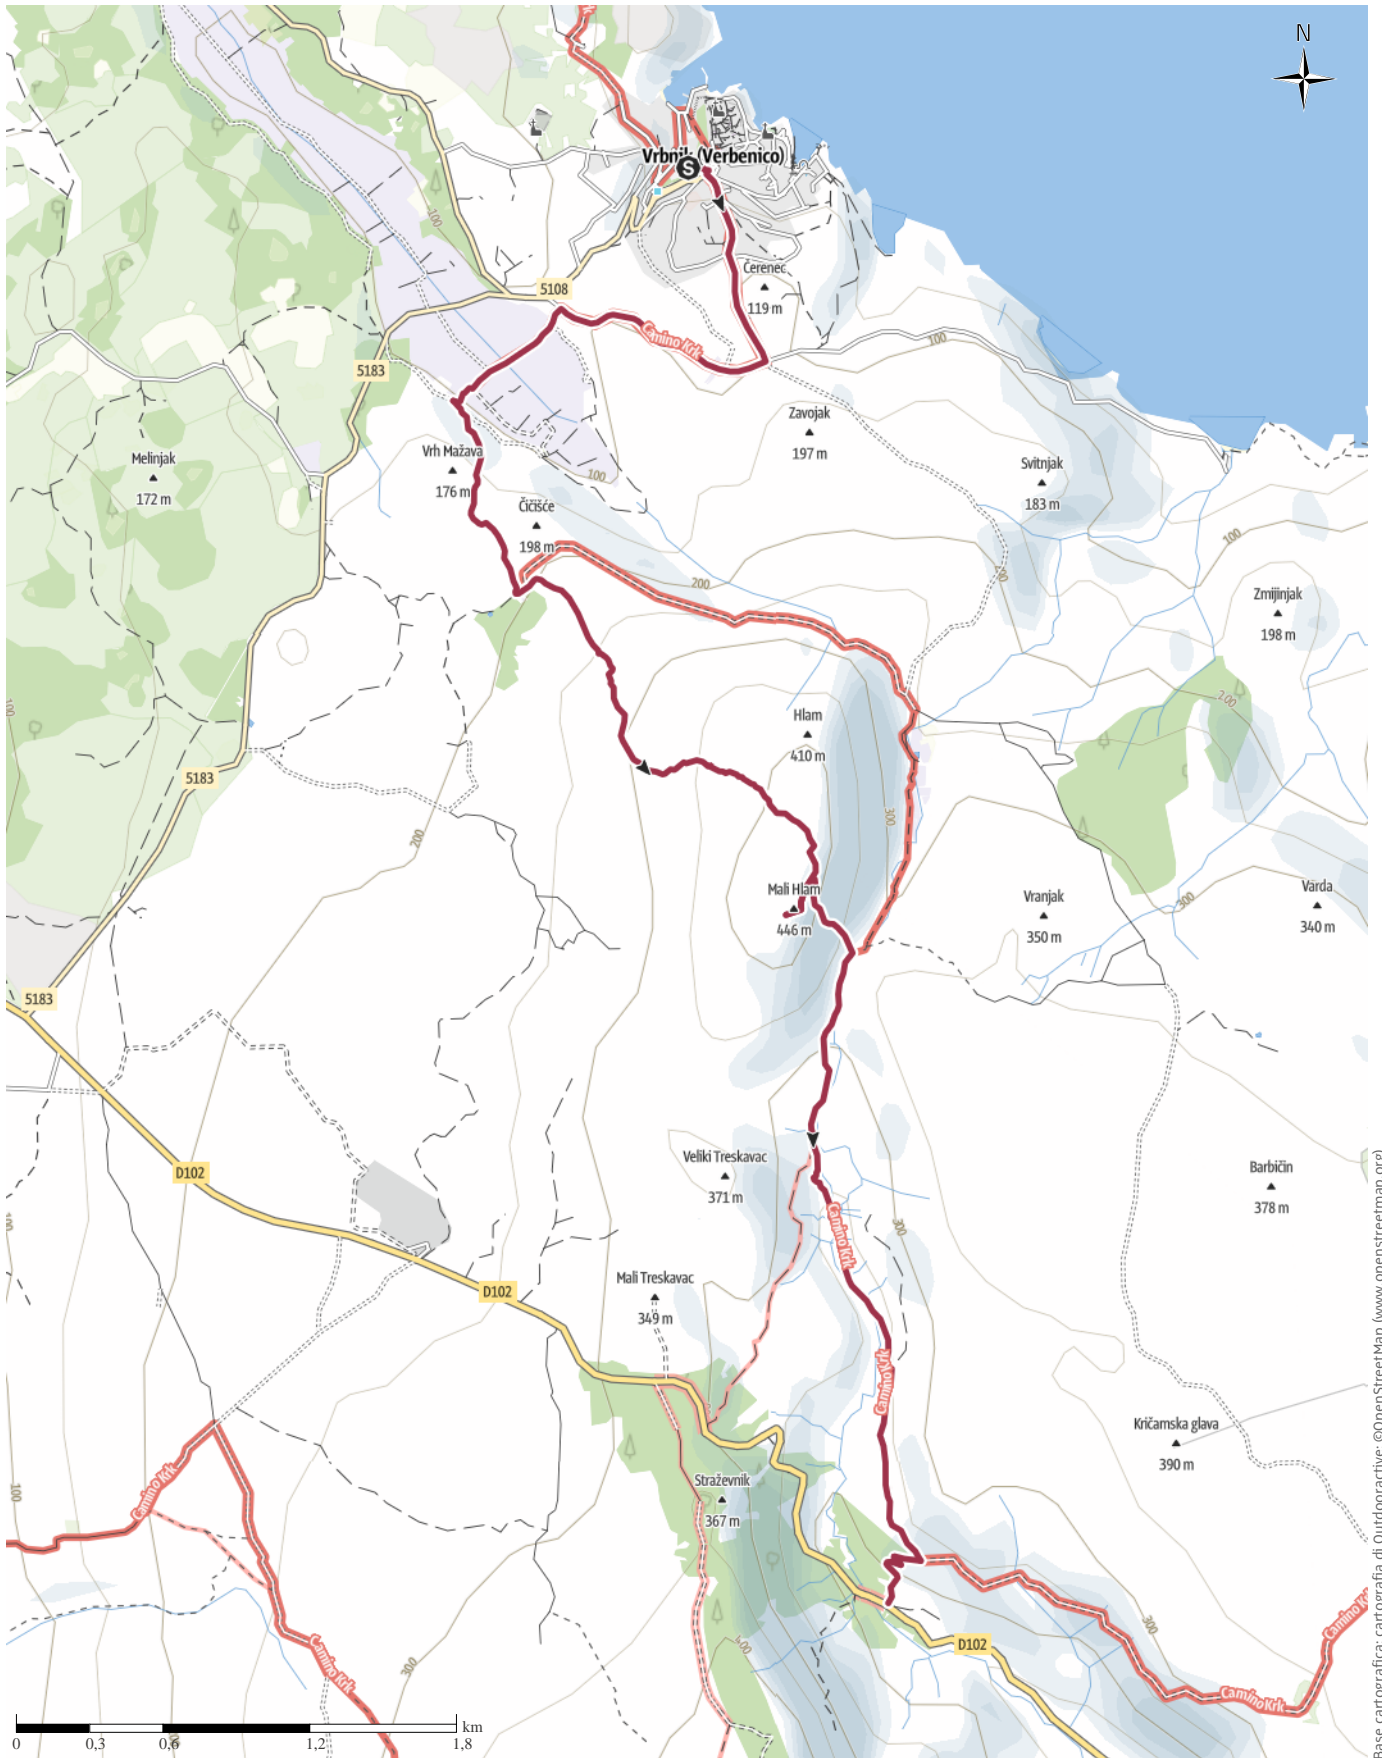 N
Vrbnik (Verbenico)
S
Čerenec
119 m
5108
Camino Krk
100
100
5183
Zavojak
197 m
Melinjak
172 m
Vrh Mažava
176 m
100
Svitnjak
183 m
Čičišće
198 m
100
200
200
Zmijinjak
198 m
200
100
Hlam
410 m
5183
300
200
Mali Hlam
446 m
Vranjak
350 m
300
Varda
340 m
5183
D102
Veliki Treskavac
371 m
Barbičin
378 m
300
Camino Krk
Mali Treskavac
349 m
D102
Camino Krk
Kričamska glava
390 m
Camino Krk
100
Straževnik
367 m
300
Camino Krk
400
D102
Camino Krk
300
Camino Krk
km
0
0,3
0,6
1,2
1,8
Base cartografica: cartografia di Outdooractive; ©OpenStreetMap (www.openstreetmap.org)